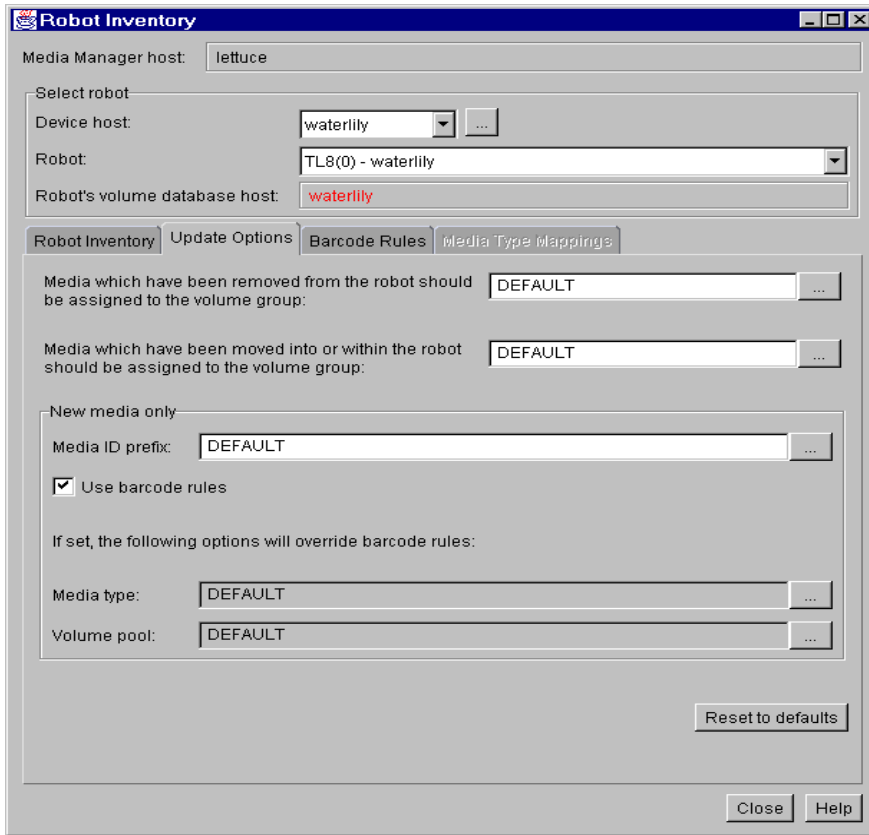 Robot Inventory
Media Manager host: lettuce
Select robot
Device host: waterlily ...
Robot: TL8(0) - waterlily
Robot's volume database host: waterlily
Robot Inventory Update Options Barcode Rules Media Type Mappings
Media which have been removed from the robot should
be assigned to the volume group: DEFAULT ...
Media which have been moved into or within the robot
should be assigned to the volume group: DEFAULT ...
New media only
Media ID prefix: DEFAULT ...
Use barcode rules
If set, the following options will override barcode rules:
Media type: DEFAULT ...
Volume pool: DEFAULT ...
Reset to defaults
Close Help